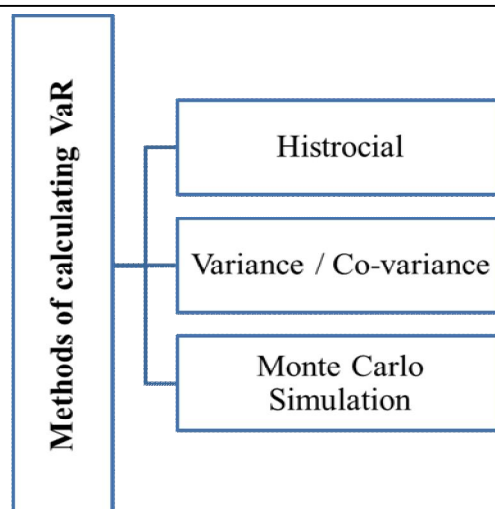 Methods of calculating VaR
Histrocial
Variance / Co-variance
Monte Carlo
Simulation